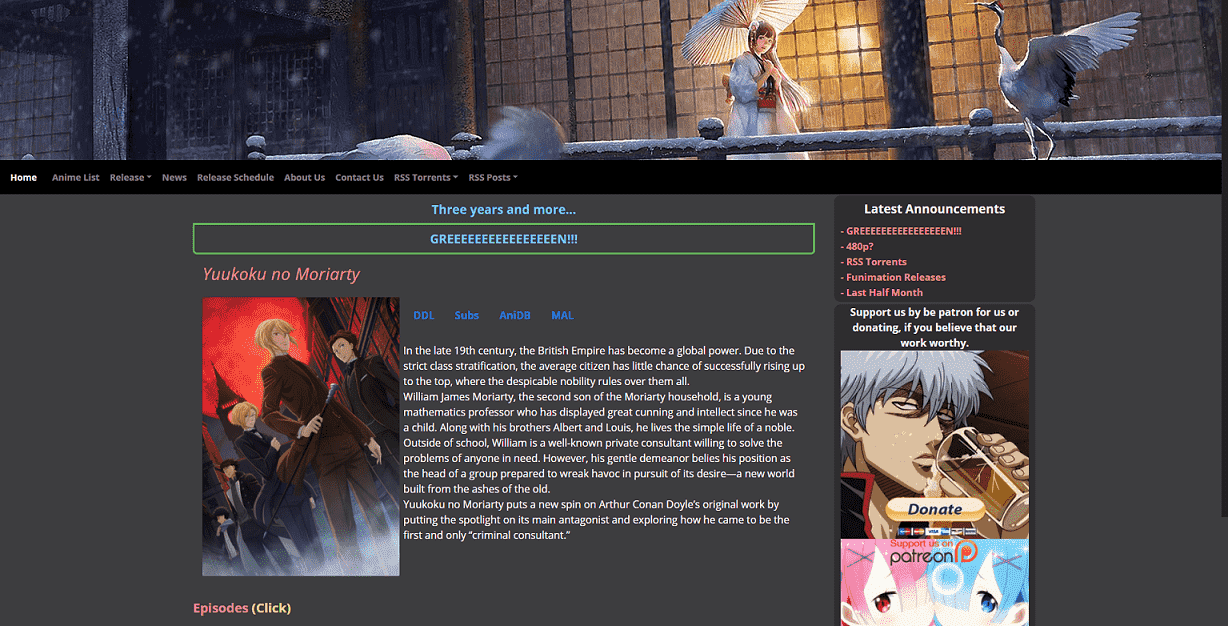 Home Anime List Release News Release Schedule About Us Contact Us RSS Torrents RSS Posts
Three years and more...
GREEEEEEEEEEEEEEEN!!!
Yuukoku no Moriarty
DDL Subs AniDB MAL
In the late 19th century, the British Empire has become a global power. Due to the
strict class stratification, the average citizen has little chance of successfully rising up
to the top, where the despicable nobility rules over them all.
William James Moriarty, the second son of the Moriarty household, is a young
mathematics professor who has displayed great cunning and intellect since he was
a child. Along with his brothers Albert and Louis, he lives the simple life of a noble.
Outside of school, William is a well-known private consultant willing to solve the
problems of anyone in need. However, his gentle demeanor belies his position as
the head of a group prepared to wreak havoc in pursuit of its desire—a new world
built from the ashes of the old.
Yuukoku no Moriarty puts a new spin on Arthur Conan Doyle's original work by
putting the spotlight on its main antagonist and exploring how he came to be the
first and only “criminal consultant.”
Episodes (Click)
Latest Announcements
- GREEEEEEEEEEEEEEEN!!!
- 480p?
- RSS Torrents
- Funimation Releases
- Last Half Month
Support us by be patron for us or
donating, if you believe that our
work worthy.
Donate
VISA
Support us on
patreon